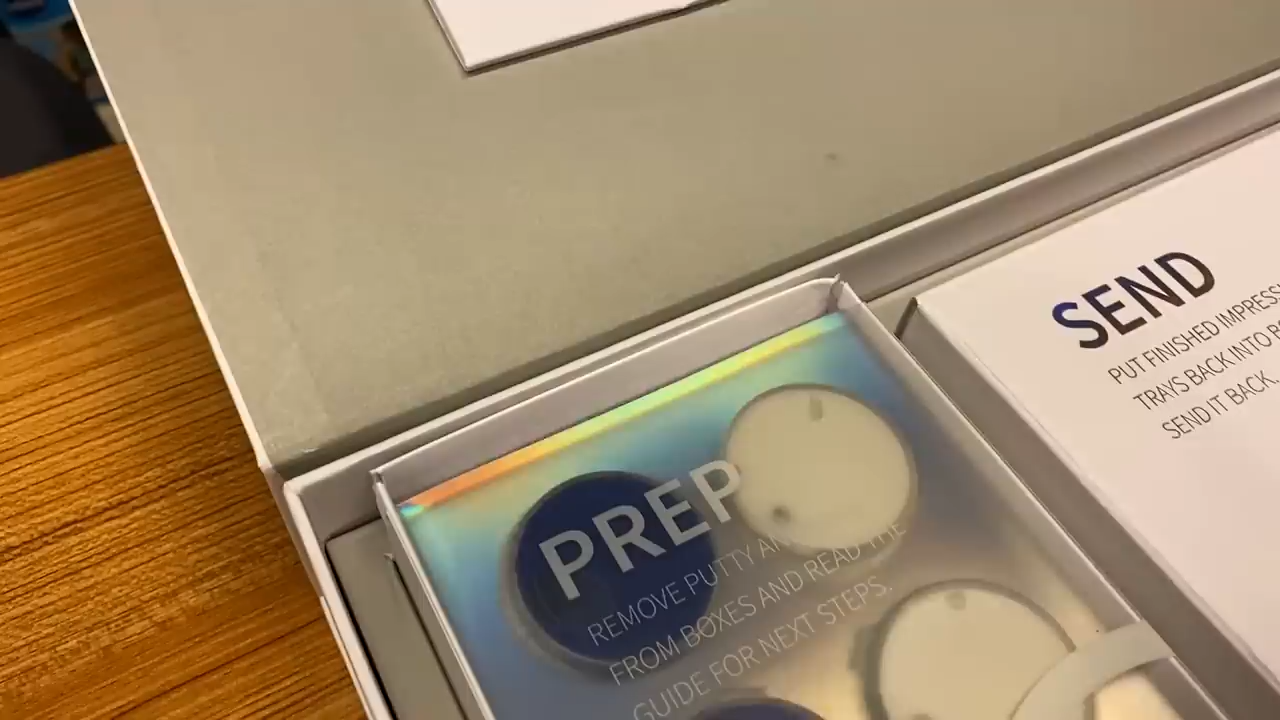 SEND
PUT FINISHED
TRAYS BACK INTO
SEND IT BACK.
PREP
REMOVE PUTTY
FROM BOXES AND READ THE
GUIDE FOR NEXT STEPS.